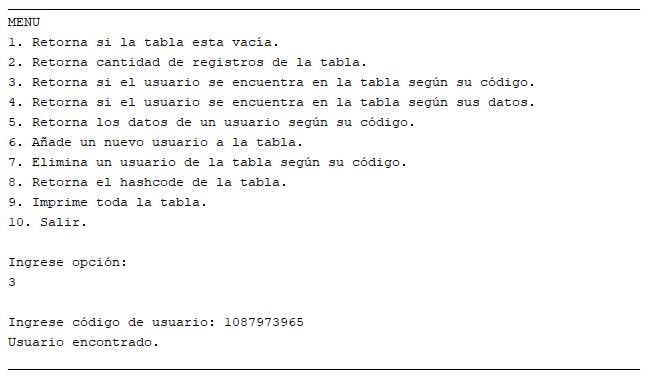 MENU
1. Retorna si la tabla esta vacía.
2. Retorna cantidad de registros de la tabla.
3. Retorna si el usuario se encuentra en la tabla según su código.
4. Retorna si el usuario se encuentra en la tabla según sus datos.
5. Retorna los datos de un usuario según su código.
6. Añade un nuevo usuario a la tabla.
7. Elimina un usuario de la tabla según su código.
8. Retorna el hashcode de la tabla.
9. Imprime toda la tabla.
10. Salir.
Ingrese opción:
3
Ingrese código de usuario: 1087973965
Usuario encontrado.